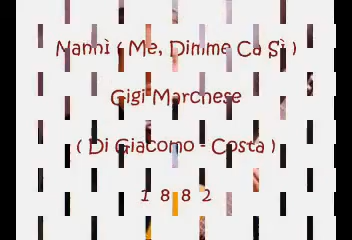 Nannì ( Me, Dimme Ca Sì )
Gigi Marchese
( Di Giacomo - Costa )
1 8 8 2